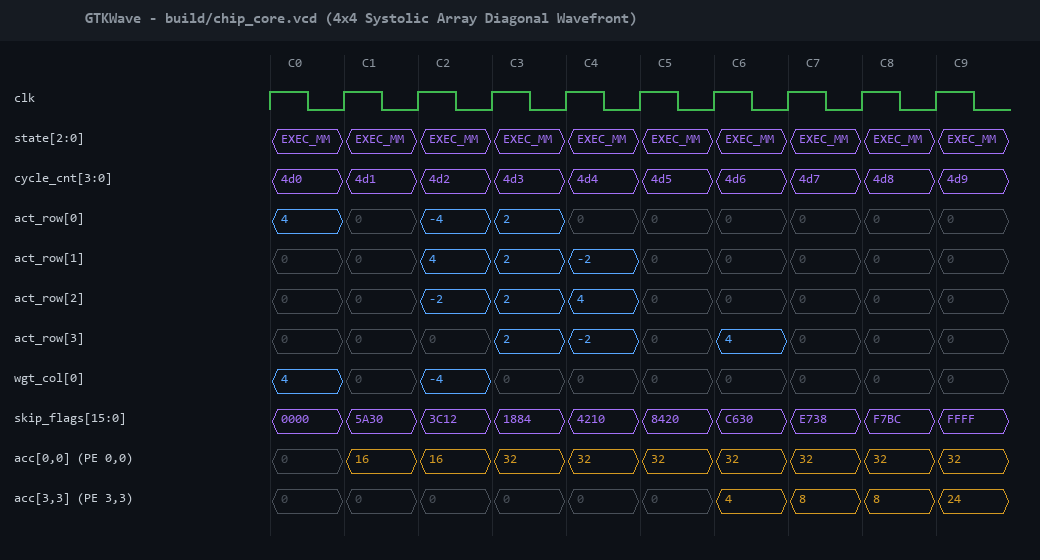 GTKWave - build/chip_core.vcd (4x4 Systolic Array Diagonal Wavefront)
C0 C1 C2 C3 C4 C5 C6 C7 C8 C9
clk
state[2:0] EXEC_MM EXEC_MM EXEC_MM EXEC_MM EXEC_MM EXEC_MM EXEC_MM EXEC_MM EXEC_MM EXEC_MM
cycle_cnt[3:0] 4d0 4d1 4d2 4d3 4d4 4d5 4d6 4d7 4d8 4d9
act_row[0] 4 0 -4 2 0 0 0 0 0 0
act_row[1] 0 0 4 2 -2 0 0 0 0 0
act_row[2] 0 0 -2 2 4 0 0 0 0 0
act_row[3] 0 0 0 2 -2 0 4 0 0 0
wgt_col[0] 4 0 -4 0 0 0 0 0 0 0
skip_flags[15:0] 0000 5A30 3C12 1884 4210 8420 C630 E738 F7BC FFFF
acc[0,0] (PE 0,0) 0 16 16 32 32 32 32 32 32 32
acc[3,3] (PE 3,3) 0 0 0 0 0 0 4 8 8 24